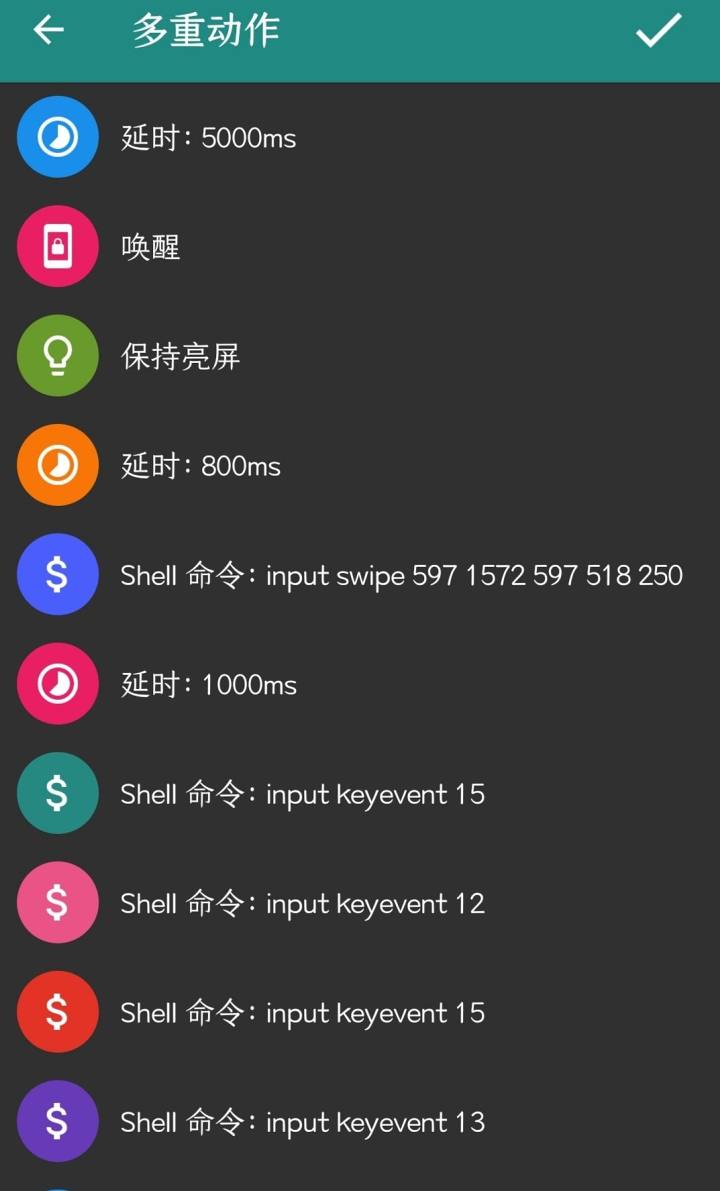 多重动作
延时：5000ms
唤醒
保持亮屏
延时：800ms
Shell 命令：input swipe 597 1572 597 518 250
延时：1000ms
Shell 命令：input keyevent 15
Shell 命令：input keyevent 12
Shell 命令：input keyevent 15
Shell 命令：input keyevent 13